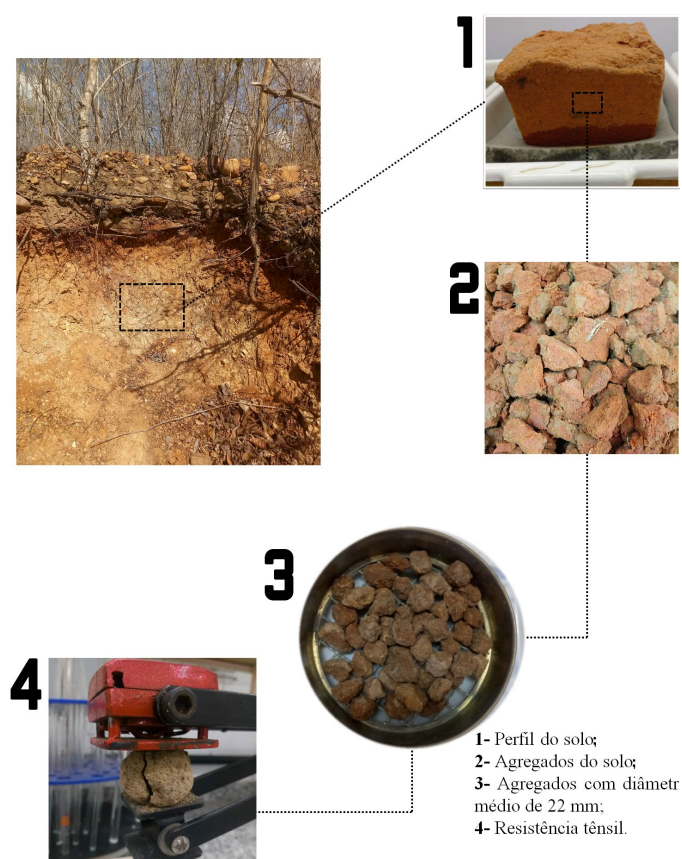 1
2
3
4
1- Perfil do solo;
2- Agregados do solo;
3- Agregados com diâmetr
médio de 22 mm;
4- Resistência tênsil.